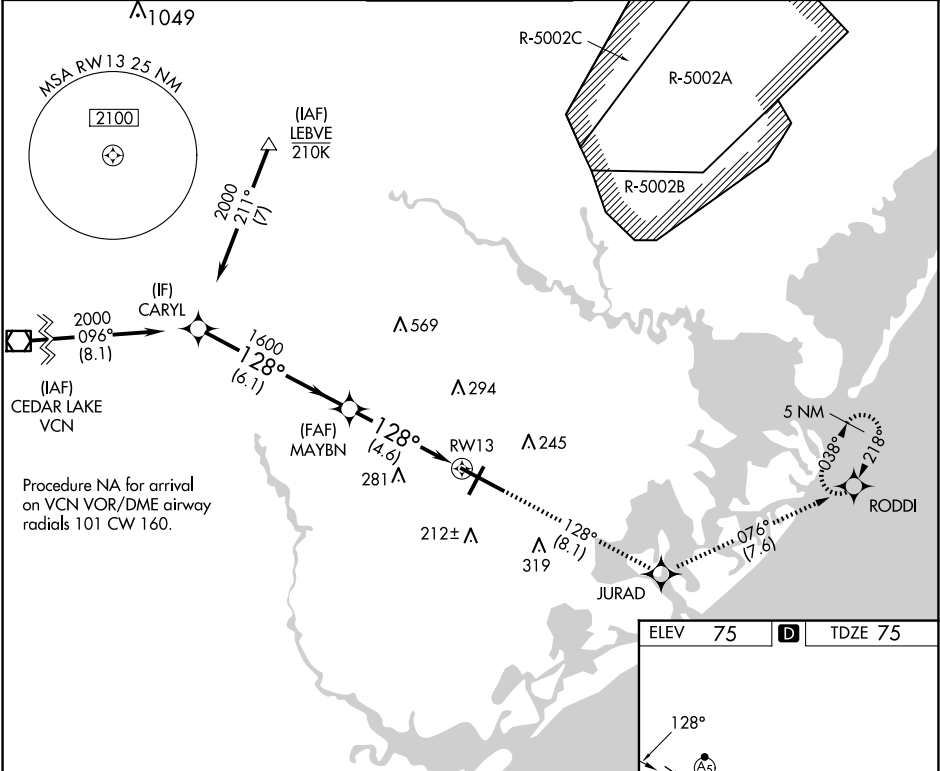 1049
MSA RW13 25 NM
2100
(IAF)
LEBVE
210K
2000
211°
(7)
R-5002C
R-5002A
R-5002B
(IF)
CARYL
2000
096°
(8.1)
(IAF)
CEDAR LAKE
VCN
1600
128°
(6.1)
569
294
(FAF)
MAYBN
128°
(4.6)
RW13
245
281
5 NM
038°
218°
RODDI
Procedure NA for arrival
on VCN VOR/DME airway
radials 101 CW 160.
212±
319
128°
(8.1)
076°
(7.6)
JURAD
ELEV 75 D TDZE 75
128°
A5